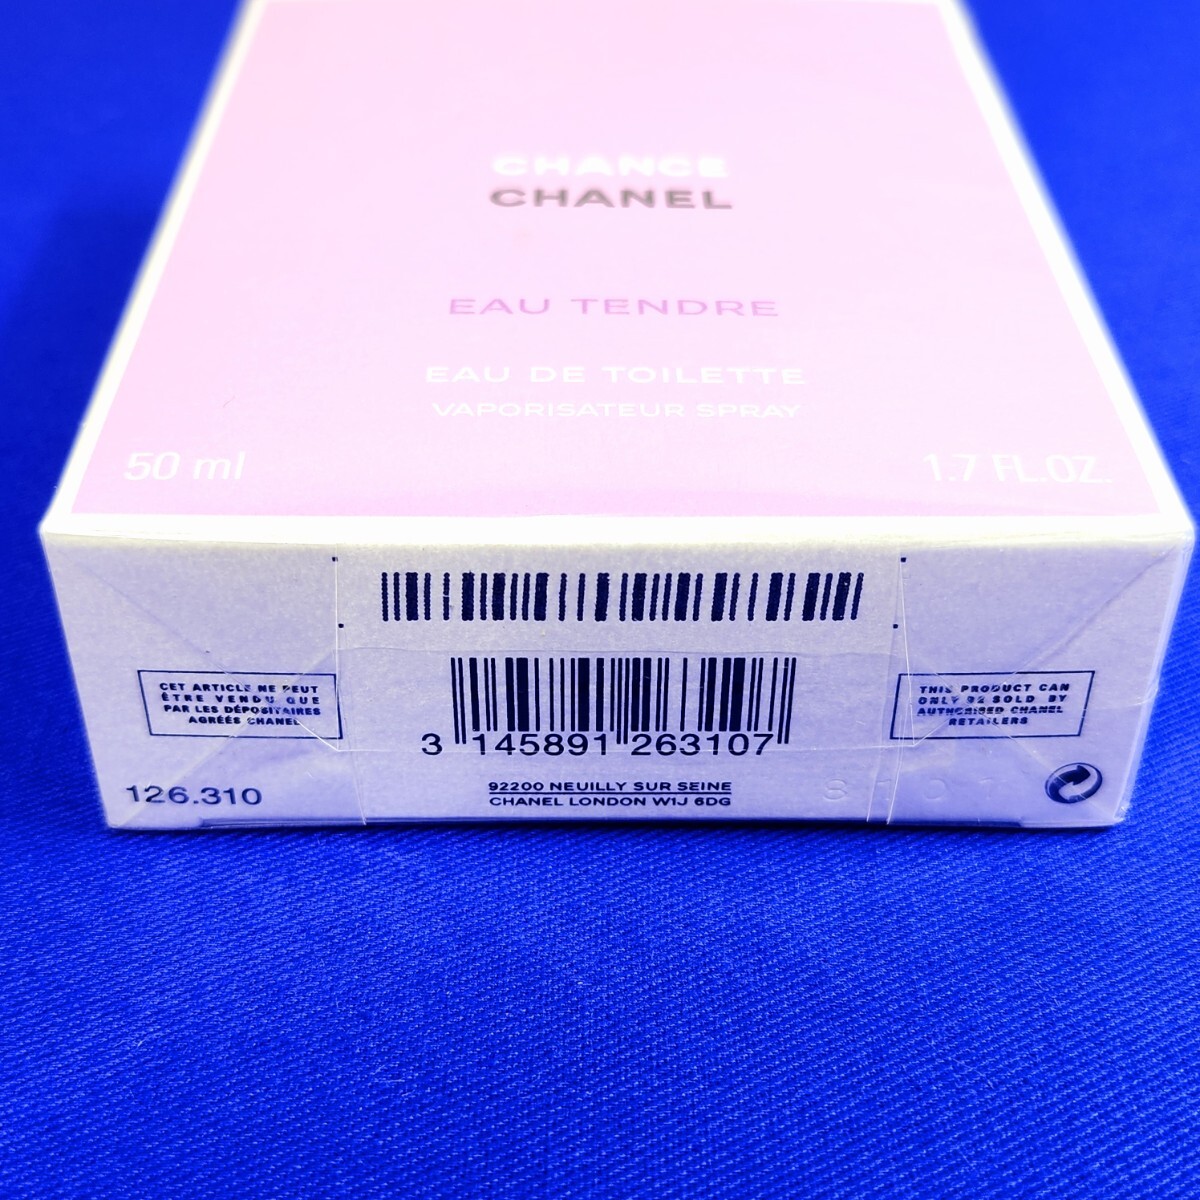 CHANCE
CHANEL
EAU TENDRE
EAU DE TOILETTE
VAPORISATEUR SPRAY
50 ml
1.7 FL.OZ.
CET ARTICLE NE PEUT
ÊTRE VENDU QUE
PAR LES DÉPOSITAIRES
AGRÉÉS CHANEL
THIS PRODUCT CAN
ONLY BE SOLD BY
AUTHORISED CHANEL
RETAILERS
3 145891 263107
126.310
92200 NEUILLY SUR SEINE
CHANEL LONDON W1J 6DG